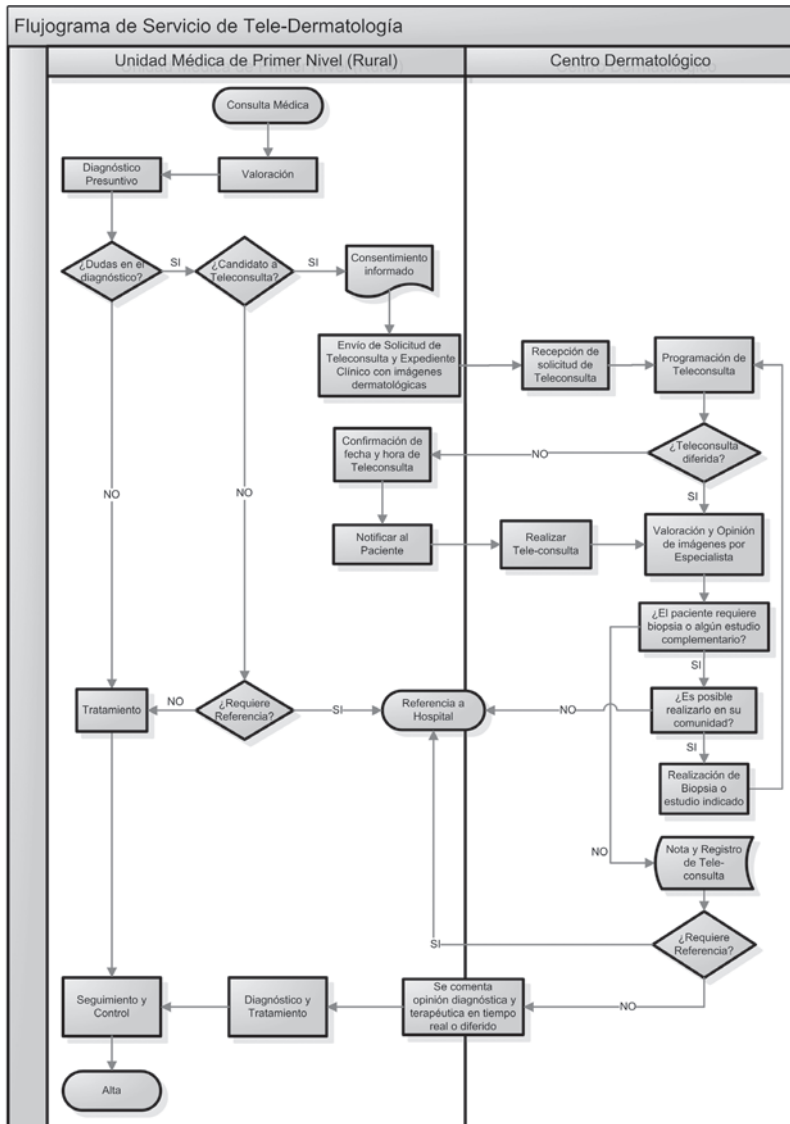 Flujograma de Servicio de Tele-Dermatología
Unidad Médica de Primer Nivel (Rural)
Centro Dermatológico
Consulta Médica
Diagnóstico
Presuntivo
Valoración
¿Dudas en el
diagnóstico?
SI
¿Candidato a
Teleconsulta?
SI
Consentimiento
informado
Envío de Solicitud de
Teleconsulta y Expediente
Clínico con imágenes
dermatológicas
Recepción de
solicitud de
Teleconsulta
Programación de
Teleconsulta
¿Teleconsulta
diferida?
NO
Confirmación de
fecha y hora de
Teleconsulta
SI
NO
NO
Notificar al
Paciente
Realizar
Tele-consulta
Valoración y Opinión
de imágenes por
Especialista
¿El paciente requiere
biopsia o algún estudio
complementario?
SI
Tratamiento
NO
¿Requiere
Referencia?
SI
Referencia a
Hospital
NO
¿Es posible
realizarlo en su
comunidad?
SI
Realización de
Biopsia o
estudio indicado
NO
Nota y Registro
de Tele-
consulta
¿Requiere
Referencia?
SI
NO
Se comenta
opinión diagnóstica y
terapéutica en tiempo
real o diferido
Diagnóstico y
Tratamiento
Seguimiento y
Control
Alta